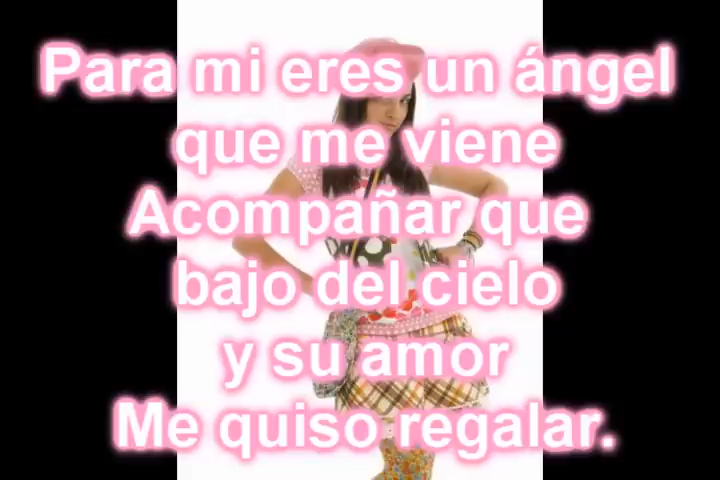 Para mi eres un ángel
que me viene
Acompañar que
bajo del cielo
y su amor
Me quiso regalar.